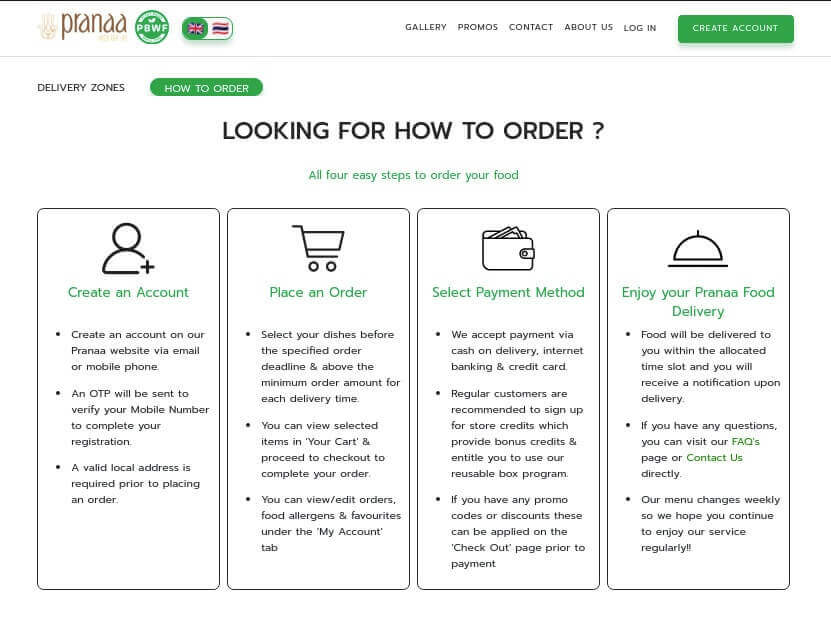 pranaa
PBWF
GALLERY PROMOS CONTACT ABOUT US LOG IN CREATE ACCOUNT
DELIVERY ZONES HOW TO ORDER
LOOKING FOR HOW TO ORDER ?
All four easy steps to order your food
Create an Account
Create an account on our
Pranaa website via email
or mobile phone.
An OTP will be sent to
verify your Mobile Number
to complete your
registration.
A valid local address is
required prior to placing
an order.
Place an Order
Select your dishes before
the specified order
deadline & above the
minimum order amount for
each delivery time.
You can view selected
items in 'Your Cart' &
proceed to checkout to
complete your order.
You can view/edit orders,
food allergens & favourites
under the 'My Account'
tab
Select Payment Method
We accept payment via
cash on delivery, internet
banking & credit card.
Regular customers are
recommended to sign up
for store credits which
provide bonus credits &
entitle you to use our
reusable box program.
If you have any promo
codes or discounts these
can be applied on the
'Check Out' page prior to
payment
Enjoy your Pranaa Food
Delivery
Food will be delivered to
you within the allocated
time slot and you will
receive a notification upon
delivery.
If you have any questions,
you can visit our FAQ's
page or Contact Us
directly.
Our menu changes weekly
so we hope you continue
to enjoy our service
regularly!!